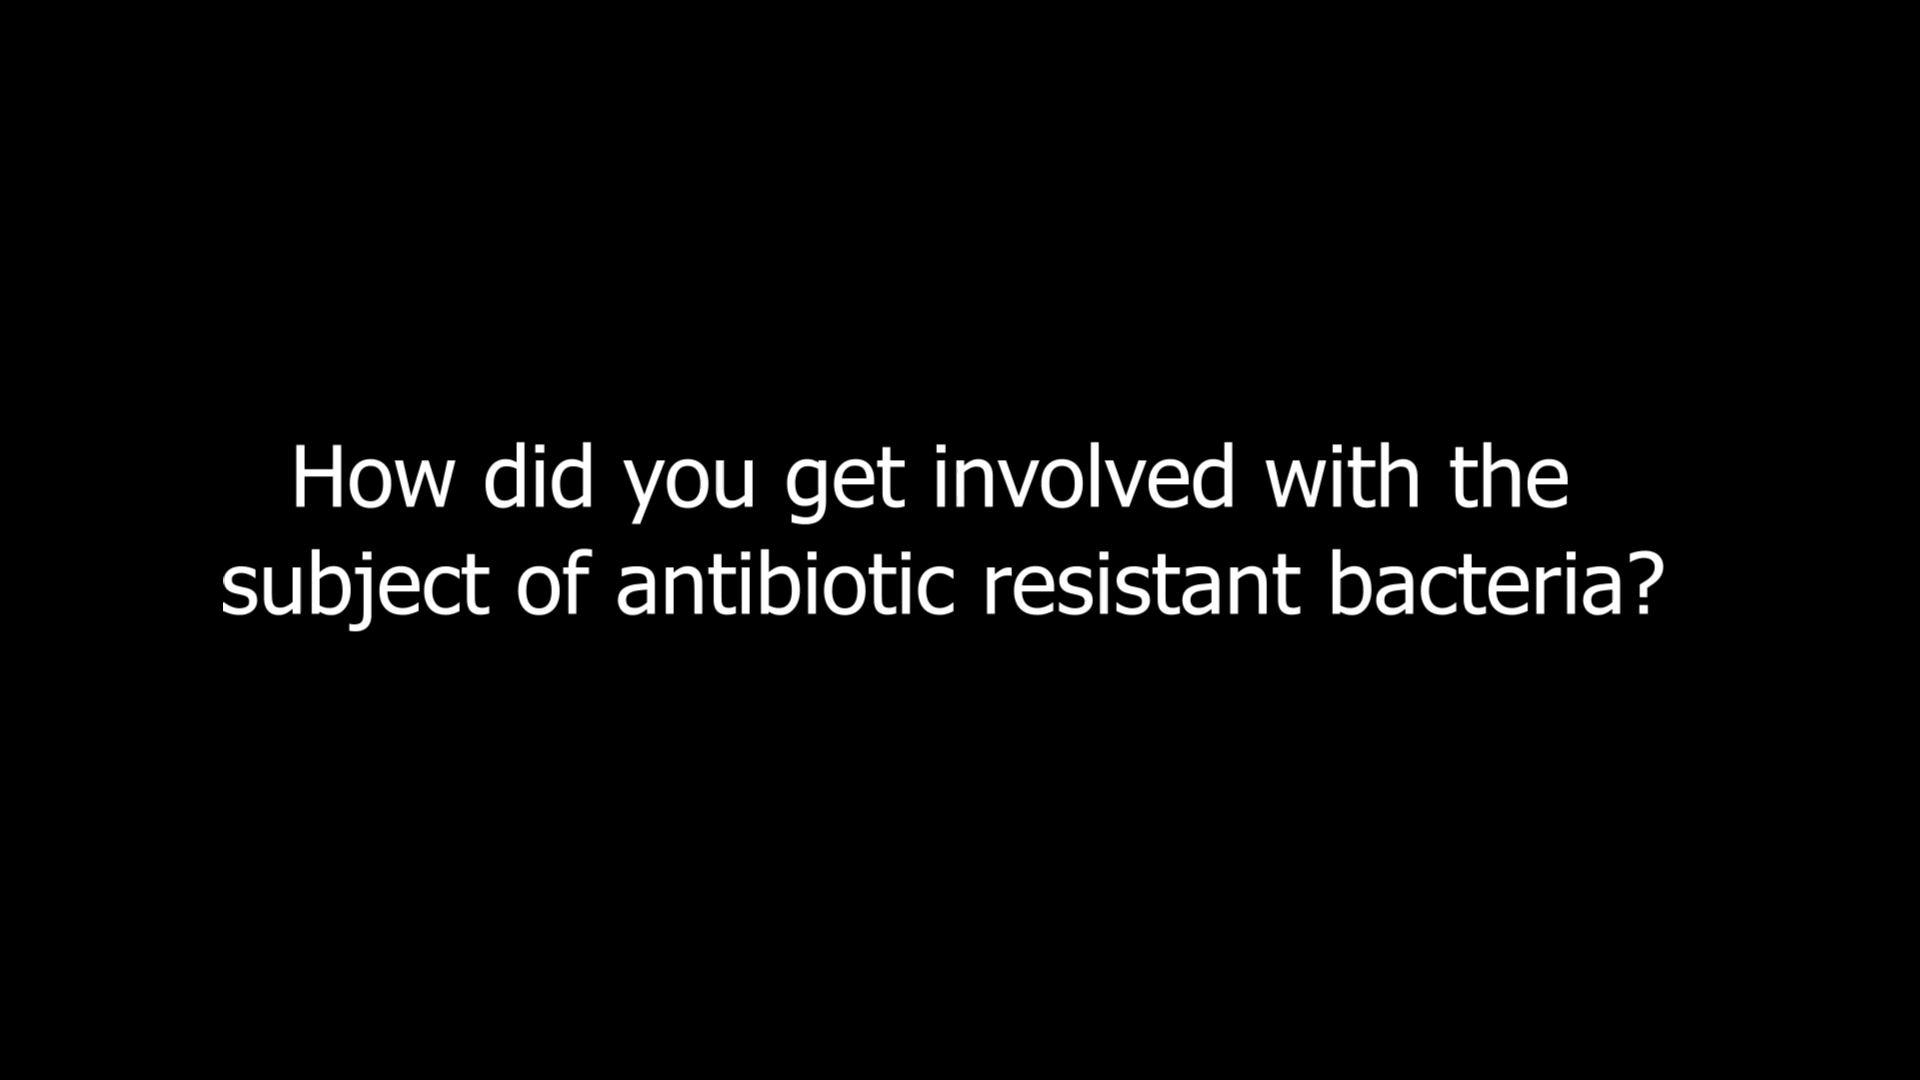 How did you get involved with the
subject of antibiotic resistant bacteria?